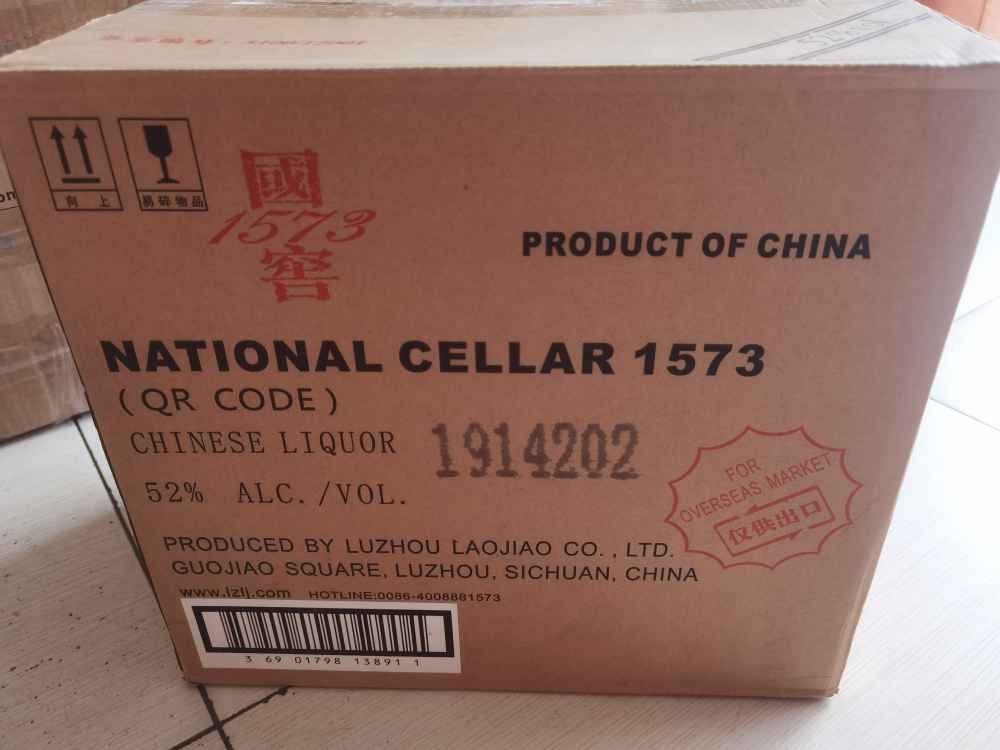 向 上
易碎物品
國
1573
窖
PRODUCT OF CHINA
NATIONAL CELLAR 1573
(QR CODE)
CHINESE LIQUOR
1914202
52% ALC./VOL.
FOR
OVERSEAS MARKET
仅供出口
PRODUCED BY LUZHOU LAOJIAO CO.,LTD.
GUOJIAO SQUARE, LUZHOU, SICHUAN, CHINA
www.lzlj.com HOTLINE:0086-4008881573
3 69 01798 13891 1